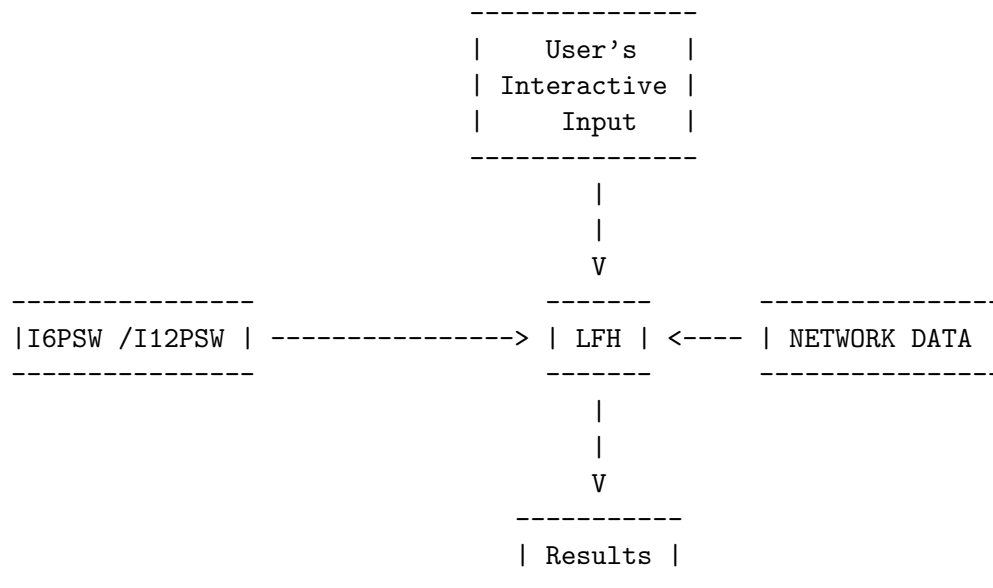 ---------------
|    User's   |
| Interactive |
|     Input   |
---------------
|
|
V
---------------- ------- ----------------
|I6PSW /I12PSW | ----------------> | LFH | <---- | NETWORK DATA
---------------- ------- ----------------
|
|
V
-----------
| Results |